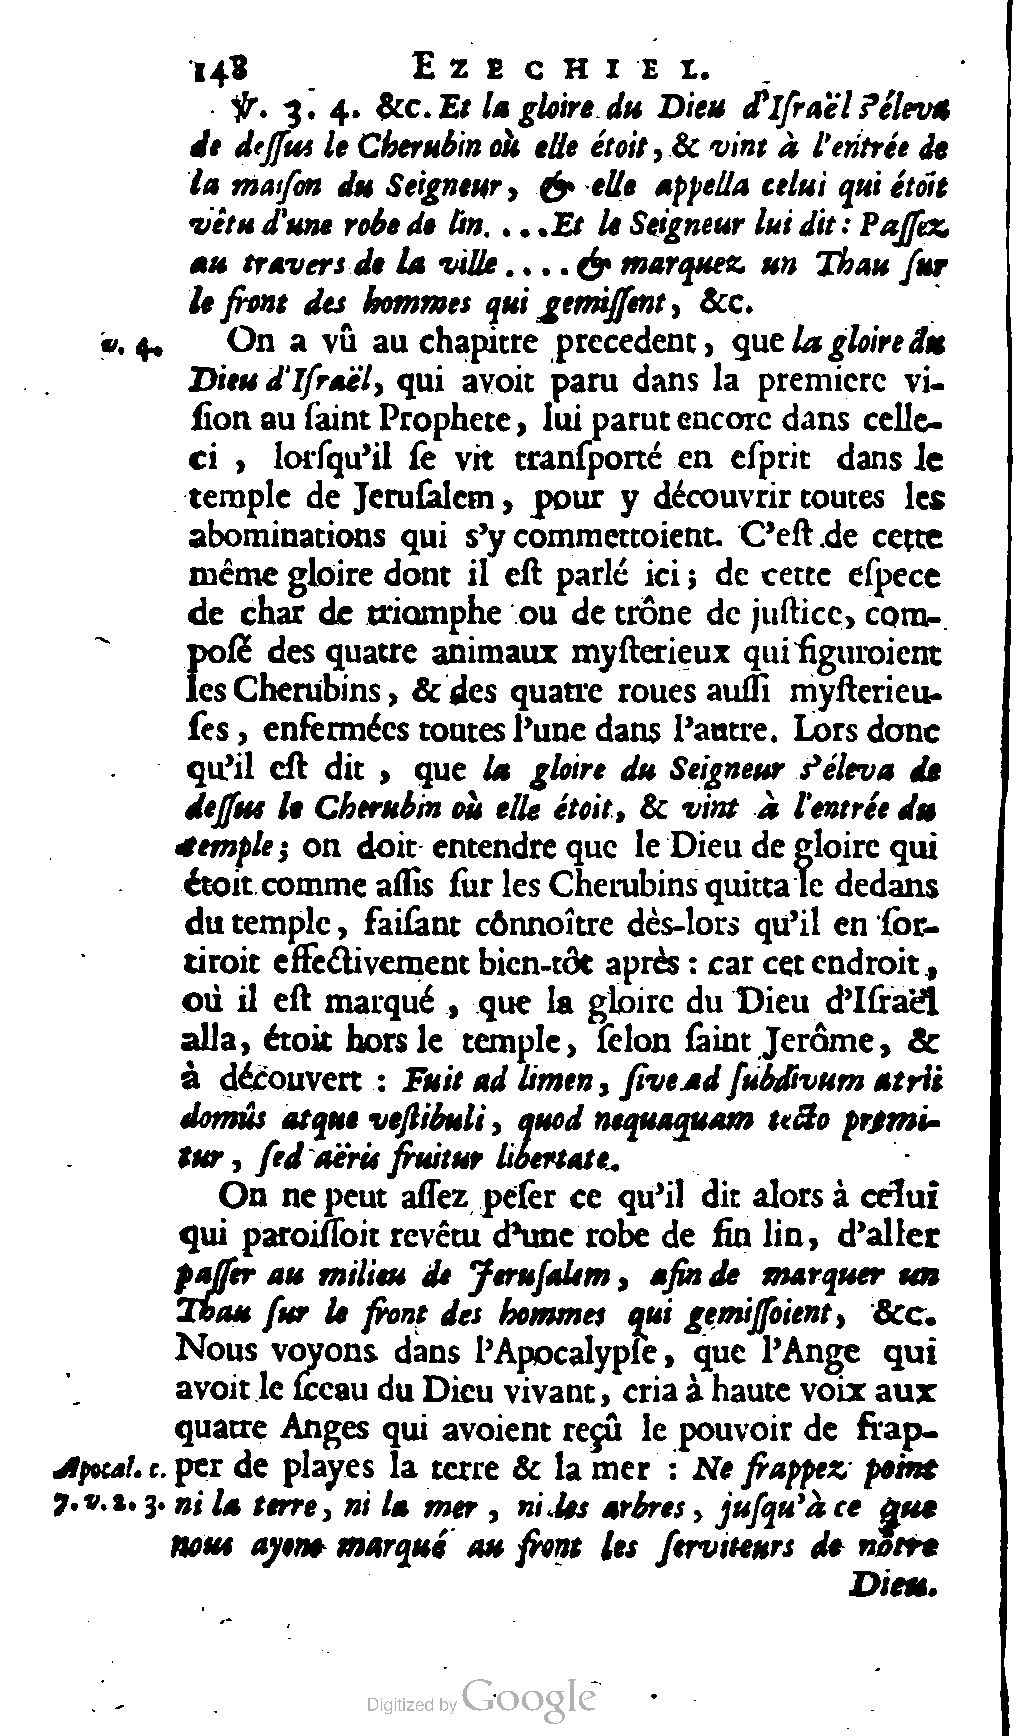 148 EZECHIEL.
℣. 3. 4. &c. Et la gloire du Dieu d'Iſraël s'éleva
de deſſus le Cherubin où elle étoit, & vint à l'entrée de
la maiſon du Seigneur, & elle appella celui qui étoit
vêtu d'une robe de lin. . . . Et le Seigneur lui dit : Paſſez
au travers de la ville . . . . & marquez un Thau ſur
le front des hommes qui gemiſſent, &c.
v. 4. On a vû au chapitre precedent, que la gloire du
Dieu d'Iſraël, qui avoit paru dans la premiere vi-
ſion au ſaint Prophete, lui parut encore dans celle-
ci , lorſqu'il ſe vit tranſporté en eſprit dans le
temple de Jeruſalem, pour y découvrir toutes les
abominations qui s'y commettoient. C'eſt de cette
même gloire dont il eſt parlé ici ; de cette eſpece
de char de triomphe ou de trône de juſtice, com-
poſé des quatre animaux myſterieux qui figuroient
les Cherubins, & des quatre roues auſſi myſterieu-
ſes , enfermées toutes l'une dans l'autre. Lors donc
qu'il eſt dit , que la gloire du Seigneur s'éleva de
deſſus le Cherubin où elle étoit, & vint à l'entrée du
temple ; on doit entendre que le Dieu de gloire qui
étoit comme aſſis ſur les Cherubins quitta le dedans
du temple, faiſant cônnoître dès-lors qu'il en ſor-
tiroit effectivement bien-tôt après : car cet endroit ,
où il eſt marqué , que la gloire du Dieu d'Iſraël
alla, étoit hors le temple, ſelon ſaint Jerôme, &
à découvert : Fuit ad limen, ſive ad ſubdivum atrii
domûs atque veſtibuli, quod nequaquam tecto premi-
tur , ſed aëris fruitur libertate.
On ne peut aſſez peſer ce qu'il dit alors à celui
qui paroiſſoit revêtu d'une robe de fin lin, d'aller
paſſer au milieu de Jeruſalem, afin de marquer un
Thau ſur le front des hommes qui gemiſſoient, &c.
Nous voyons dans l'Apocalypſe, que l'Ange qui
avoit le ſceau du Dieu vivant, cria à haute voix aux
quatre Anges qui avoient reçû le pouvoir de frap-
Apocal. c. per de playes la terre & la mer : Ne frappez point
7. v. 2. 3. ni la terre, ni la mer , ni les arbres , juſqu'à ce que
nous ayons marqué au front les ſerviteurs de nôtre
Dieu.
Digitized by Google